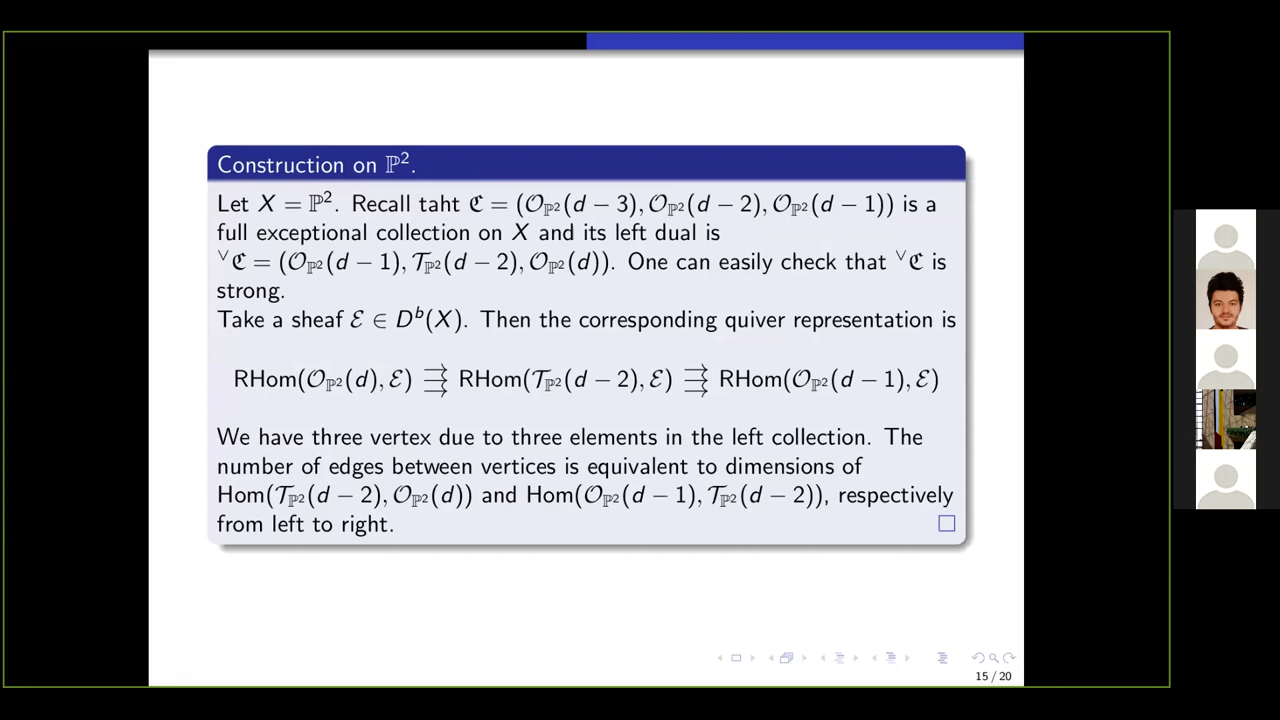 Construction on ℙ².
Let X = ℙ². Recall taht ℭ = (𝒪_ℙ²(d − 3), 𝒪_ℙ²(d − 2), 𝒪_ℙ²(d − 1)) is a
full exceptional collection on X and its left dual is
^∨ℭ = (𝒪_ℙ²(d − 1), 𝒯_ℙ²(d − 2), 𝒪_ℙ²(d)). One can easily check that ^∨ℭ is
strong.
Take a sheaf ℰ ∈ D^b(X). Then the corresponding quiver representation is
RHom(𝒪_ℙ²(d), ℰ) ⇶ RHom(𝒯_ℙ²(d − 2), ℰ) ⇶ RHom(𝒪_ℙ²(d − 1), ℰ)
We have three vertex due to three elements in the left collection. The
number of edges between vertices is equivalent to dimensions of
Hom(𝒯_ℙ²(d − 2), 𝒪_ℙ²(d)) and Hom(𝒪_ℙ²(d − 1), 𝒯_ℙ²(d − 2)), respectively
from left to right. □
15 / 20